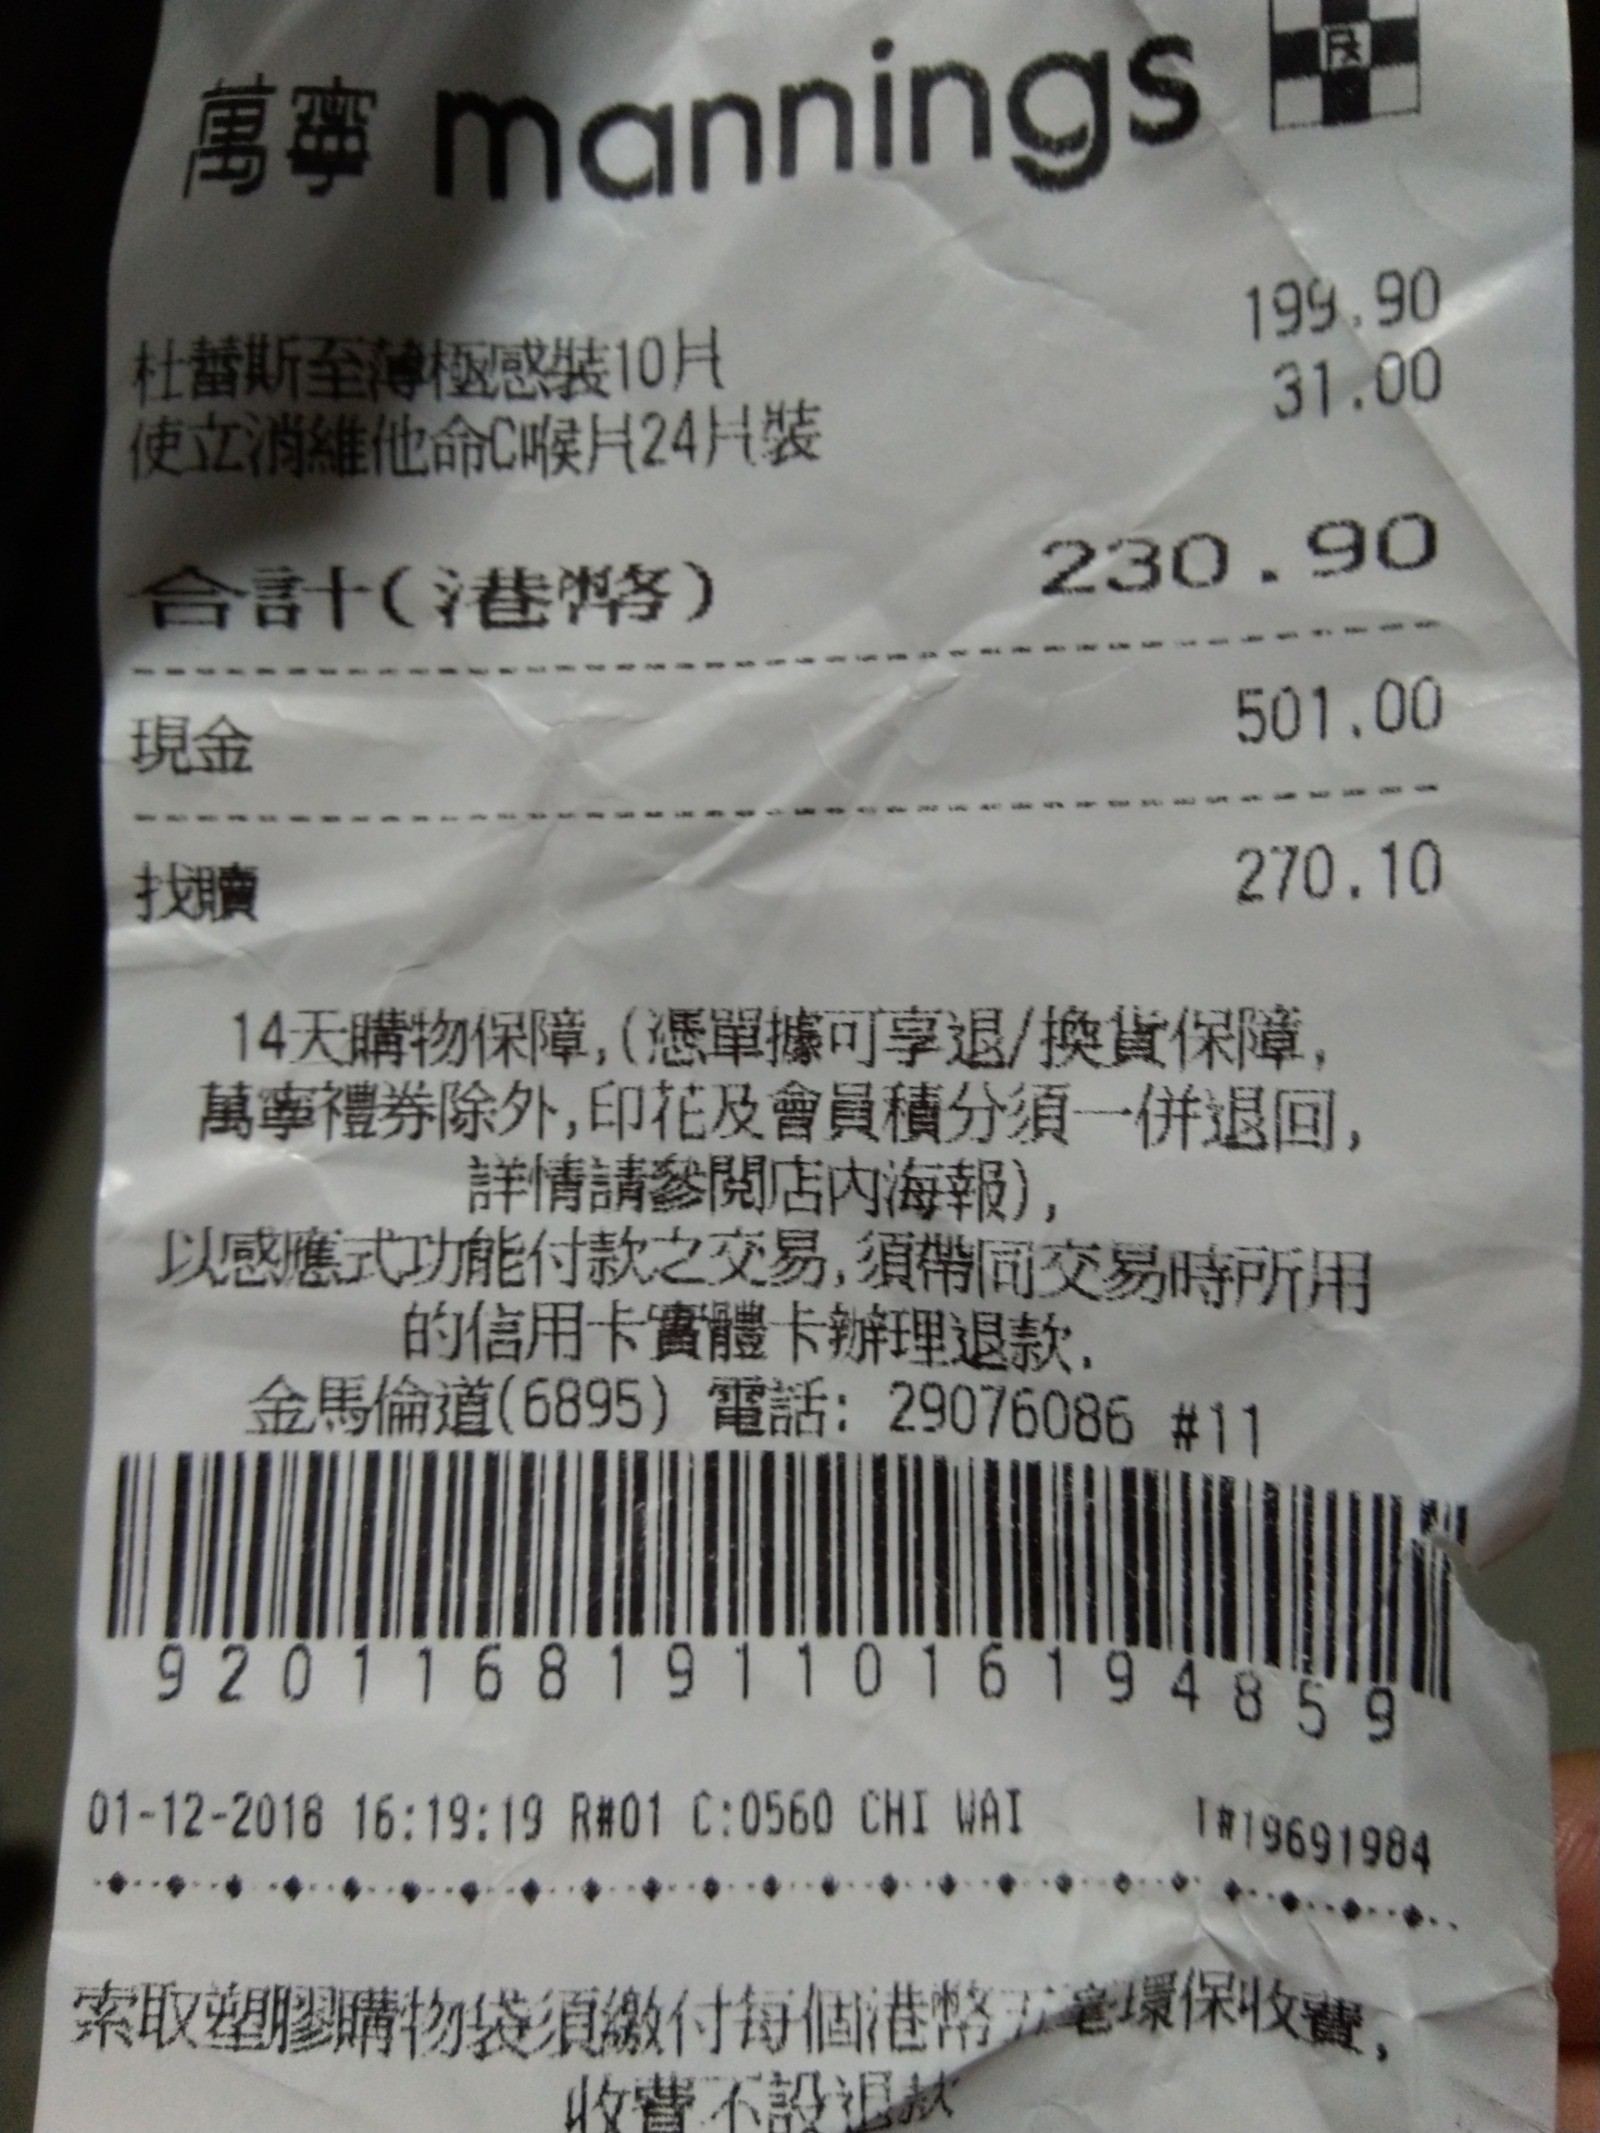 萬寧 mannings
199.90
杜蕾斯至薄極感裝10片
31.00
使立消維他命C喉片24片裝
合計(港幣) 230.90
現金 501.00
找贖 270.10
14天購物保障,(憑單據可享退/換貨保障,
萬寧禮券除外,印花及會員積分須一併退回,
詳情請參閱店內海報),
以感應式功能付款之交易,須帶同交易時所用
的信用卡實體卡辦理退款.
金馬倫道(6895) 電話: 29076086 #11
92011681911016194859
01-12-2018 16:19:19 R#01 C:0560 CHI WAI T#19691984
索取塑膠購物袋須繳付每個港幣五毫環保收費,
收費不設退款